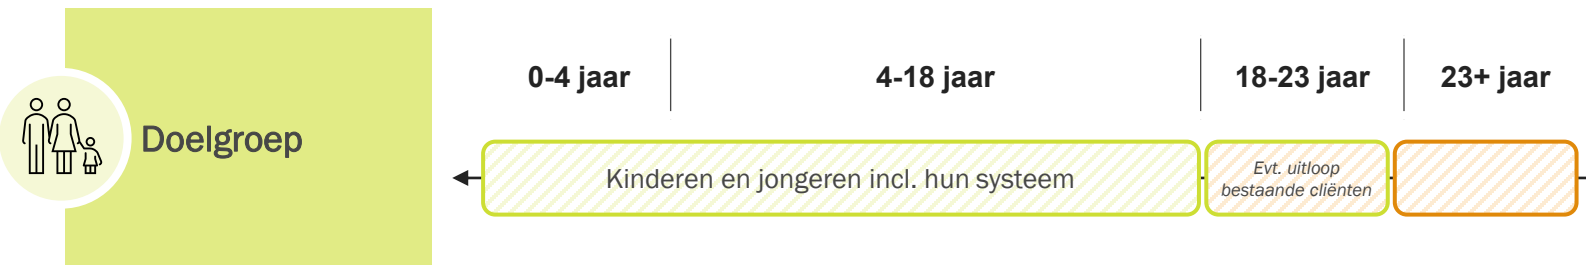 Doelgroep
0-4 jaar
4-18 jaar
18-23 jaar
23+ jaar
Kinderen en jongeren incl. hun systeem
Evt. uitloop
bestaande cliënten